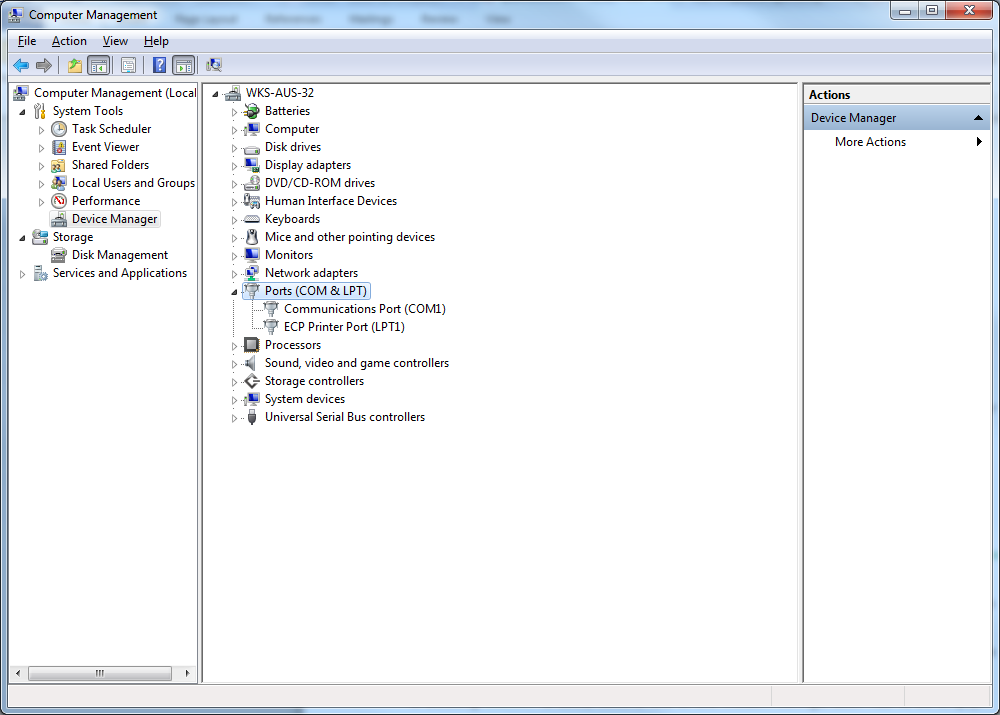 Computer Management
File Action View Help
Computer Management (Local
System Tools
Task Scheduler
Event Viewer
Shared Folders
Local Users and Groups
Performance
Device Manager
Storage
Disk Management
Services and Applications
WKS-AUS-32
Batteries
Computer
Disk drives
Display adapters
DVD/CD-ROM drives
Human Interface Devices
Keyboards
Mice and other pointing devices
Monitors
Network adapters
Ports (COM & LPT)
Communications Port (COM1)
ECP Printer Port (LPT1)
Processors
Sound, video and game controllers
Storage controllers
System devices
Universal Serial Bus controllers
Actions
Device Manager
More Actions